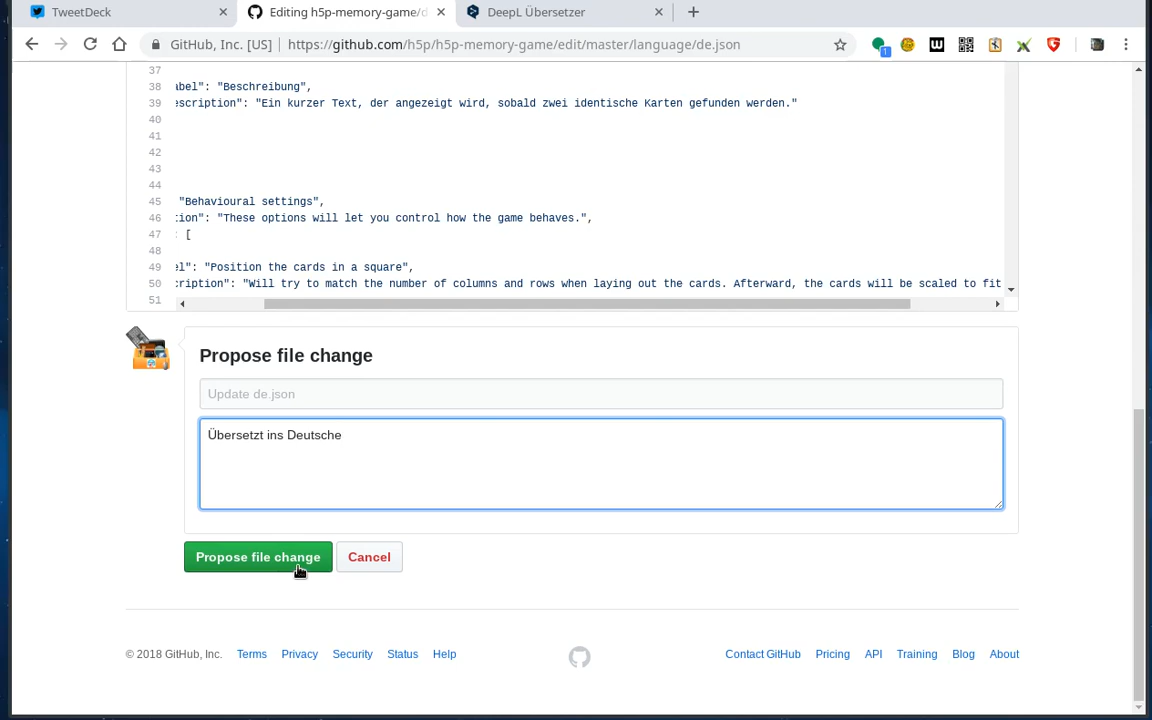 TweetDeck
Editing h5p-memory-game/d
DeepL Übersetzer
GitHub, Inc. [US]
https://github.com/h5p/h5p-memory-game/edit/master/language/de.json
1
37
38 abel": "Beschreibung",
39 escription": "Ein kurzer Text, der angezeigt wird, sobald zwei identische Karten gefunden werden."
40
41
42
43
44
45 "Behavioural settings",
46 tion": "These options will let you control how the game behaves.",
47 : [
48
49 el": "Position the cards in a square",
50 cription": "Will try to match the number of columns and rows when laying out the cards. Afterward, the cards will be scaled to fit
51
Propose file change
Update de.json
Übersetzt ins Deutsche
Propose file change
Cancel
© 2018 GitHub, Inc. Terms Privacy Security Status Help Contact GitHub Pricing API Training Blog About